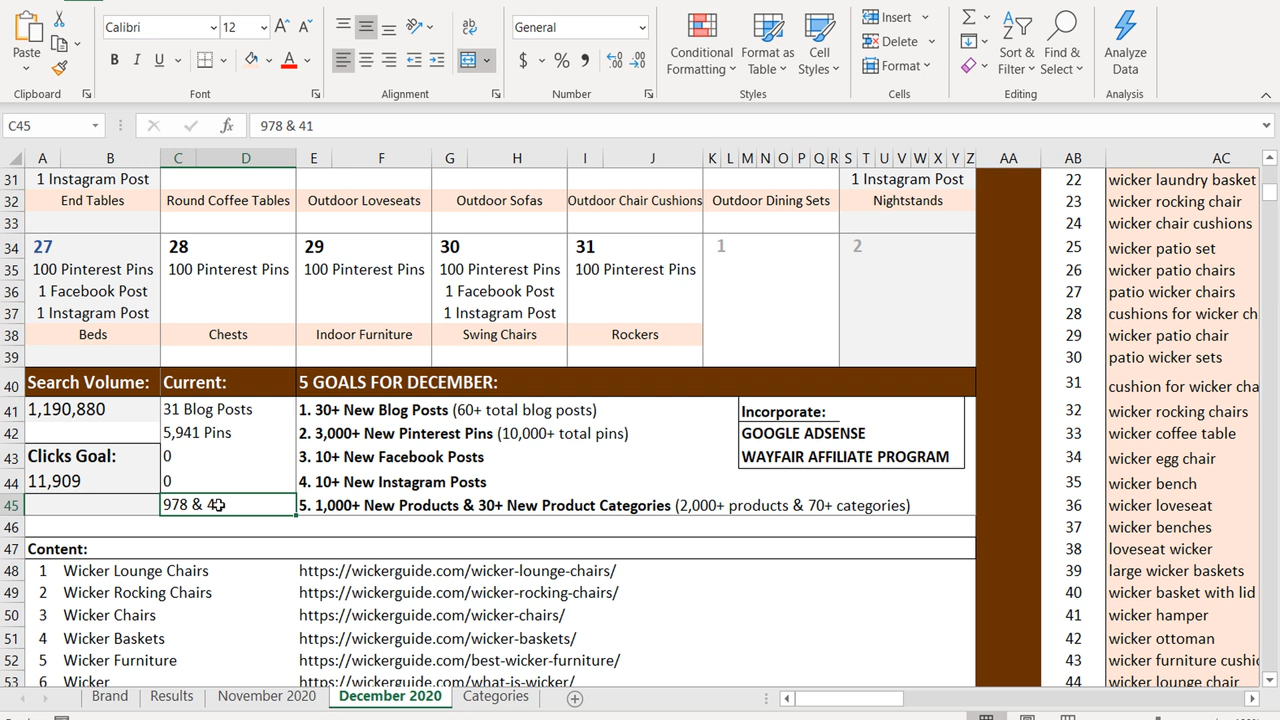 Calibri 12 General Insert
Paste Conditional Formatting Format as Table Cell Styles Delete Sort & Filter Find & Select Analyze Data
B I U $ % Format
Clipboard Font Alignment Number Styles Cells Editing Analysis
C45 fx 978 & 41
A B C D E F G H I J K L M N O P Q R S T U V W X Y Z AA AB AC
31 1 Instagram Post 1 Instagram Post 22 wicker laundry basket
32 End Tables Round Coffee Tables Outdoor Loveseats Outdoor Sofas Outdoor Chair Cushions Outdoor Dining Sets Nightstands 23 wicker rocking chair
33 24 wicker chair cushions
34 27 28 29 30 31 1 2 25 wicker patio set
35 100 Pinterest Pins 100 Pinterest Pins 100 Pinterest Pins 100 Pinterest Pins 100 Pinterest Pins 26 wicker patio chairs
36 1 Facebook Post 1 Facebook Post 27 patio wicker chairs
37 1 Instagram Post 1 Instagram Post 28 cushions for wicker ch
38 Beds Chests Indoor Furniture Swing Chairs Rockers 29 wicker patio chair
39 30 patio wicker sets
40 Search Volume: Current: 5 GOALS FOR DECEMBER: 31 cushion for wicker cha
41 1,190,880 31 Blog Posts 1. 30+ New Blog Posts (60+ total blog posts) Incorporate: 32 wicker rocking chairs
42 5,941 Pins 2. 3,000+ New Pinterest Pins (10,000+ total pins) GOOGLE ADSENSE 33 wicker coffee table
43 Clicks Goal: 0 3. 10+ New Facebook Posts WAYFAIR AFFILIATE PROGRAM 34 wicker egg chair
44 11,909 0 4. 10+ New Instagram Posts 35 wicker bench
45 978 & 41 5. 1,000+ New Products & 30+ New Product Categories (2,000+ products & 70+ categories) 36 wicker loveseat
46 37 wicker benches
47 Content: 38 loveseat wicker
48 1 Wicker Lounge Chairs https://wickerguide.com/wicker-lounge-chairs/ 39 large wicker baskets
49 2 Wicker Rocking Chairs https://wickerguide.com/wicker-rocking-chairs/ 40 wicker basket with lid
50 3 Wicker Chairs https://wickerguide.com/wicker-chairs/ 41 wicker hamper
51 4 Wicker Baskets https://wickerguide.com/wicker-baskets/ 42 wicker ottoman
52 5 Wicker Furniture https://wickerguide.com/best-wicker-furniture/ 43 wicker furniture cushio
53 6 Wicker https://wickerguide.com/what-is-wicker/ 44 wicker lounge chair
Brand Results November 2020 December 2020 Categories